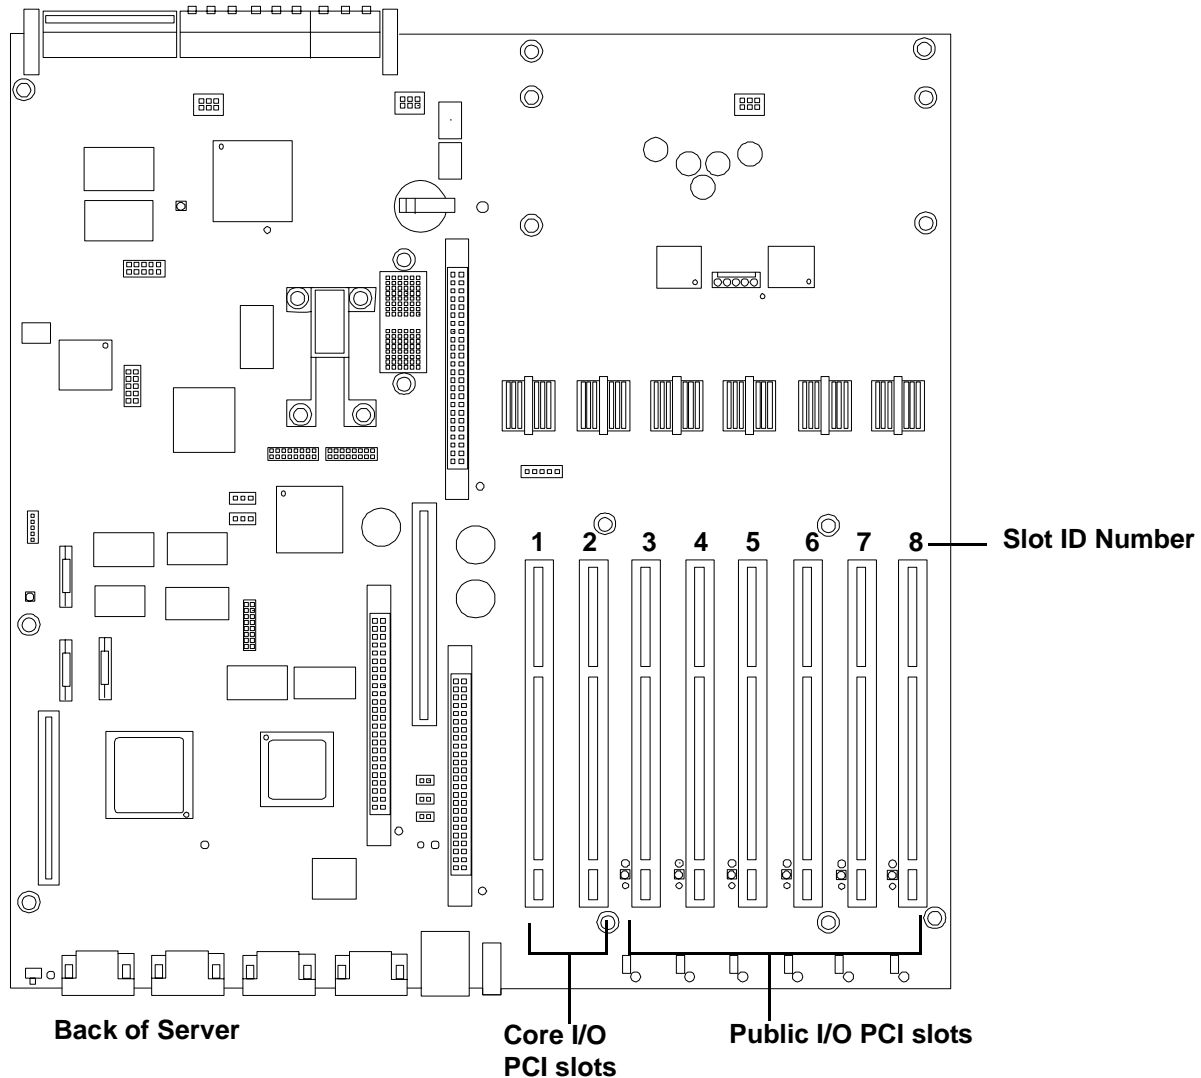 1 2 3 4 5 6 7 8 Slot ID Number
Back of Server
Core I/O
PCI slots
Public I/O PCI slots